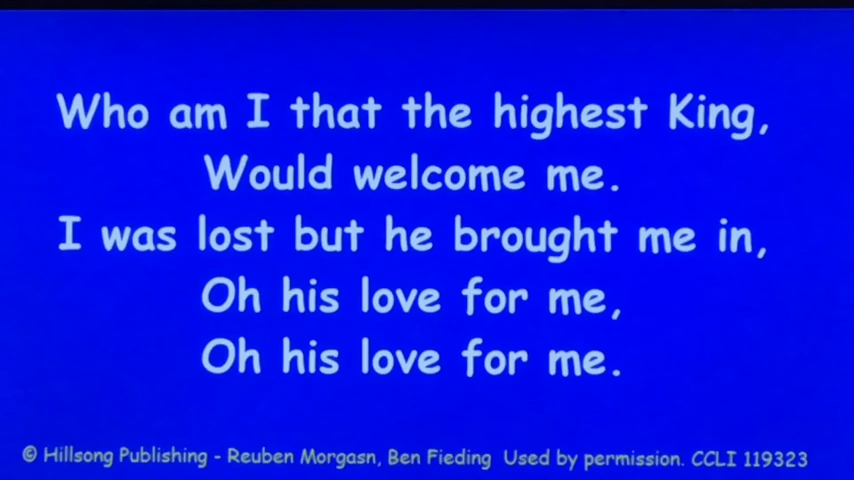 Who am I that the highest King,
Would welcome me.
I was lost but he brought me in,
Oh his love for me,
Oh his love for me.
© Hillsong Publishing - Reuben Morgasn, Ben Fieding Used by permission. CCLI 119323